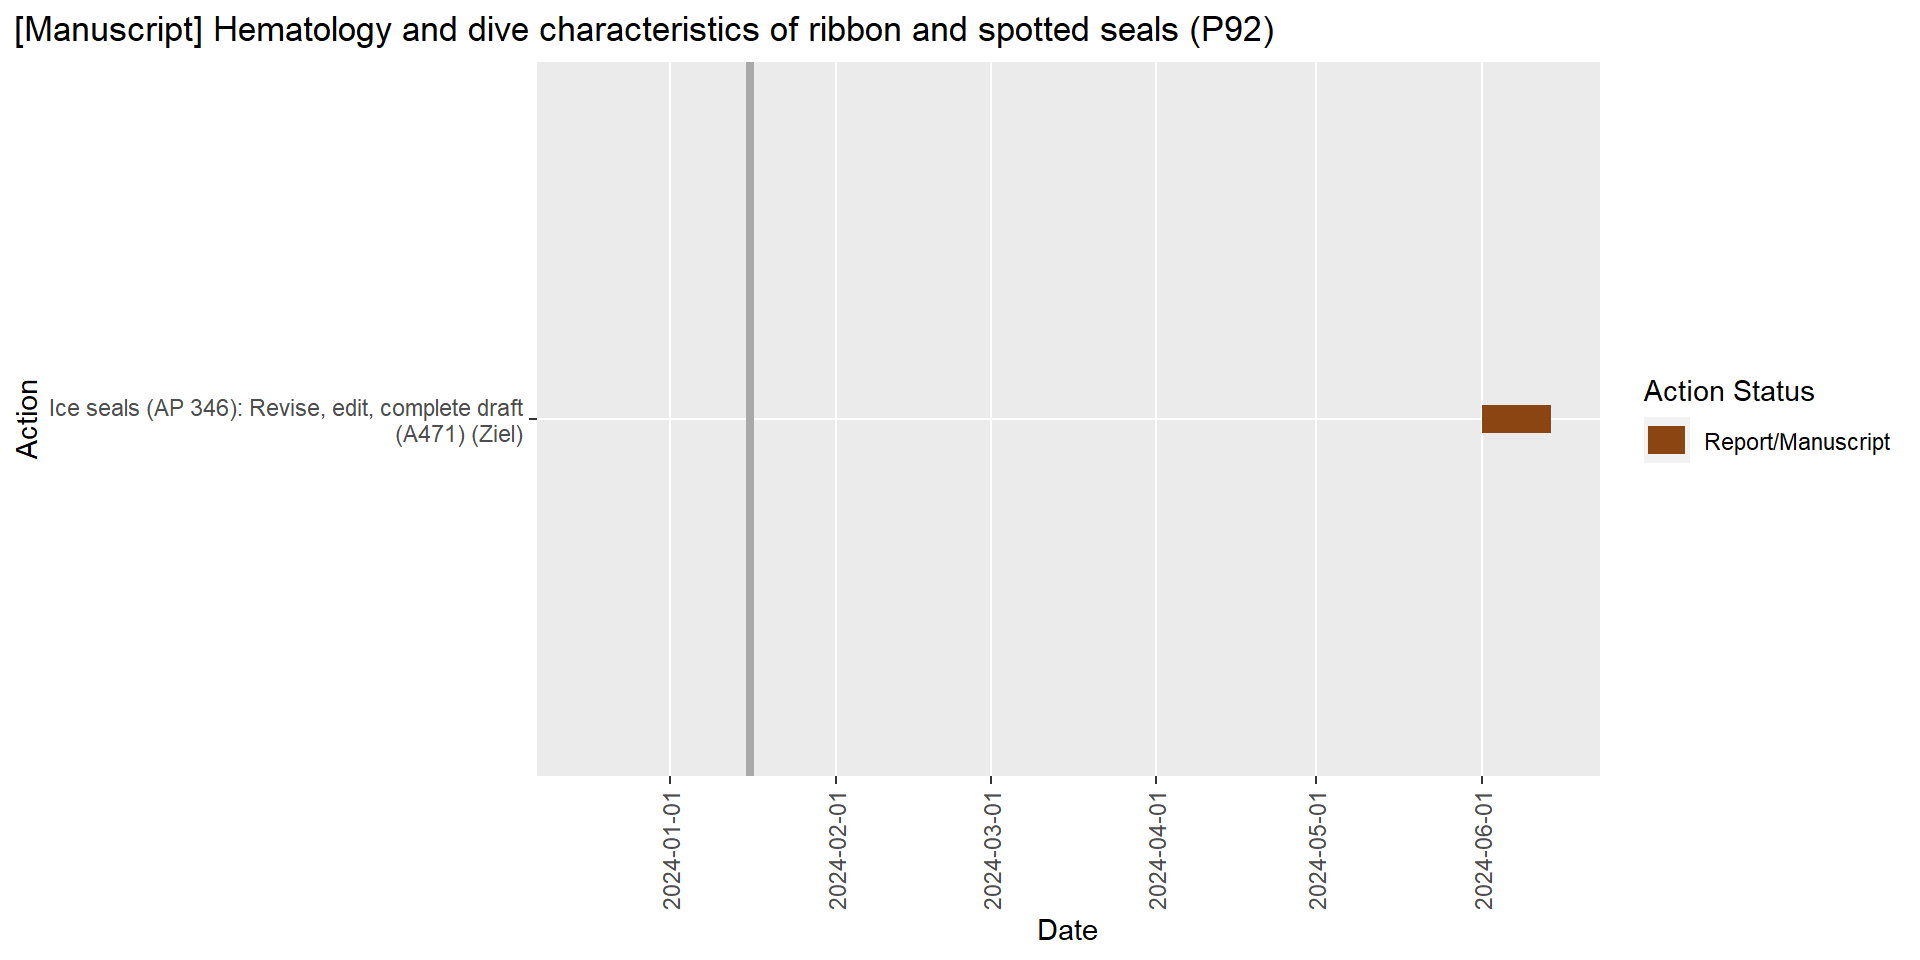 [Manuscript] Hematology and dive characteristics of ribbon and spotted seals (P92)
Action
Ice seals (AP 346): Revise, edit, complete draft
(A471) (Ziel)
Action Status
Report/Manuscript
2024-01-01
2024-02-01
2024-03-01
2024-04-01
2024-05-01
2024-06-01
Date